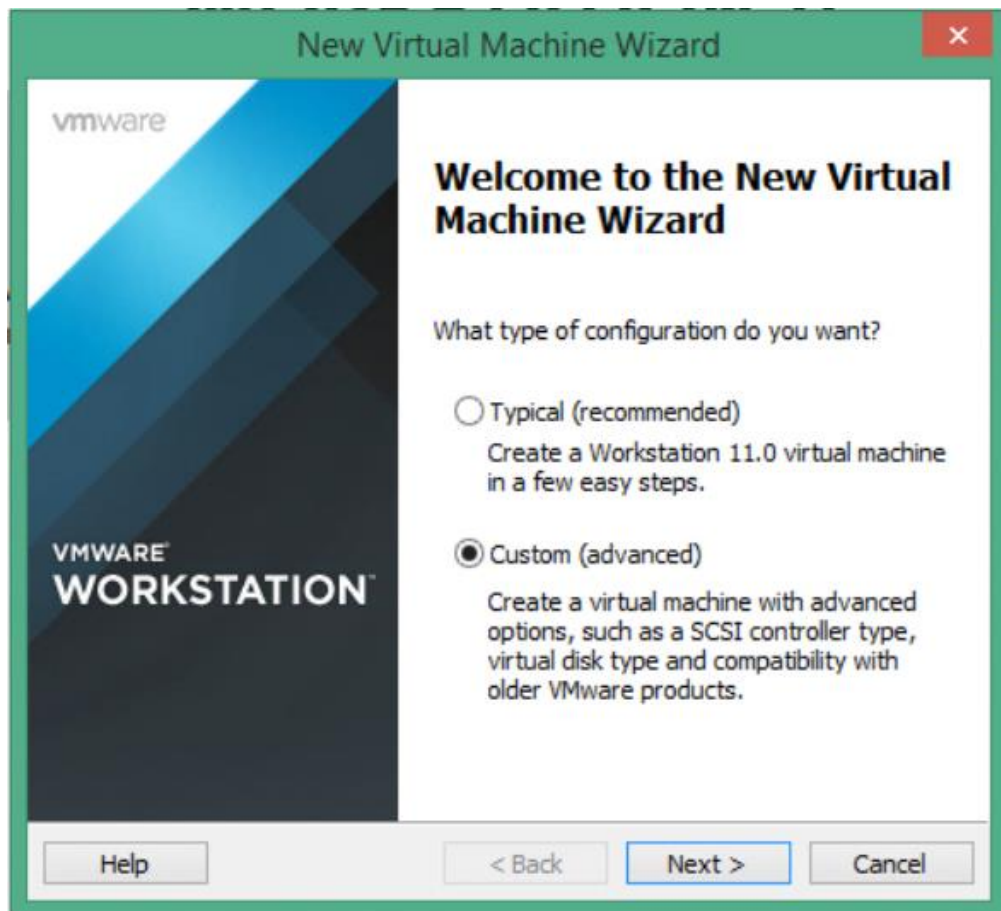 New Virtual Machine Wizard
vmware
Welcome to the New Virtual
Machine Wizard
What type of configuration do you want?
Typical (recommended)
Create a Workstation 11.0 virtual machine
in a few easy steps.
Custom (advanced)
Create a virtual machine with advanced
options, such as a SCSI controller type,
virtual disk type and compatibility with
older VMware products.
VMWARE®
WORKSTATION™
Help
< Back
Next >
Cancel